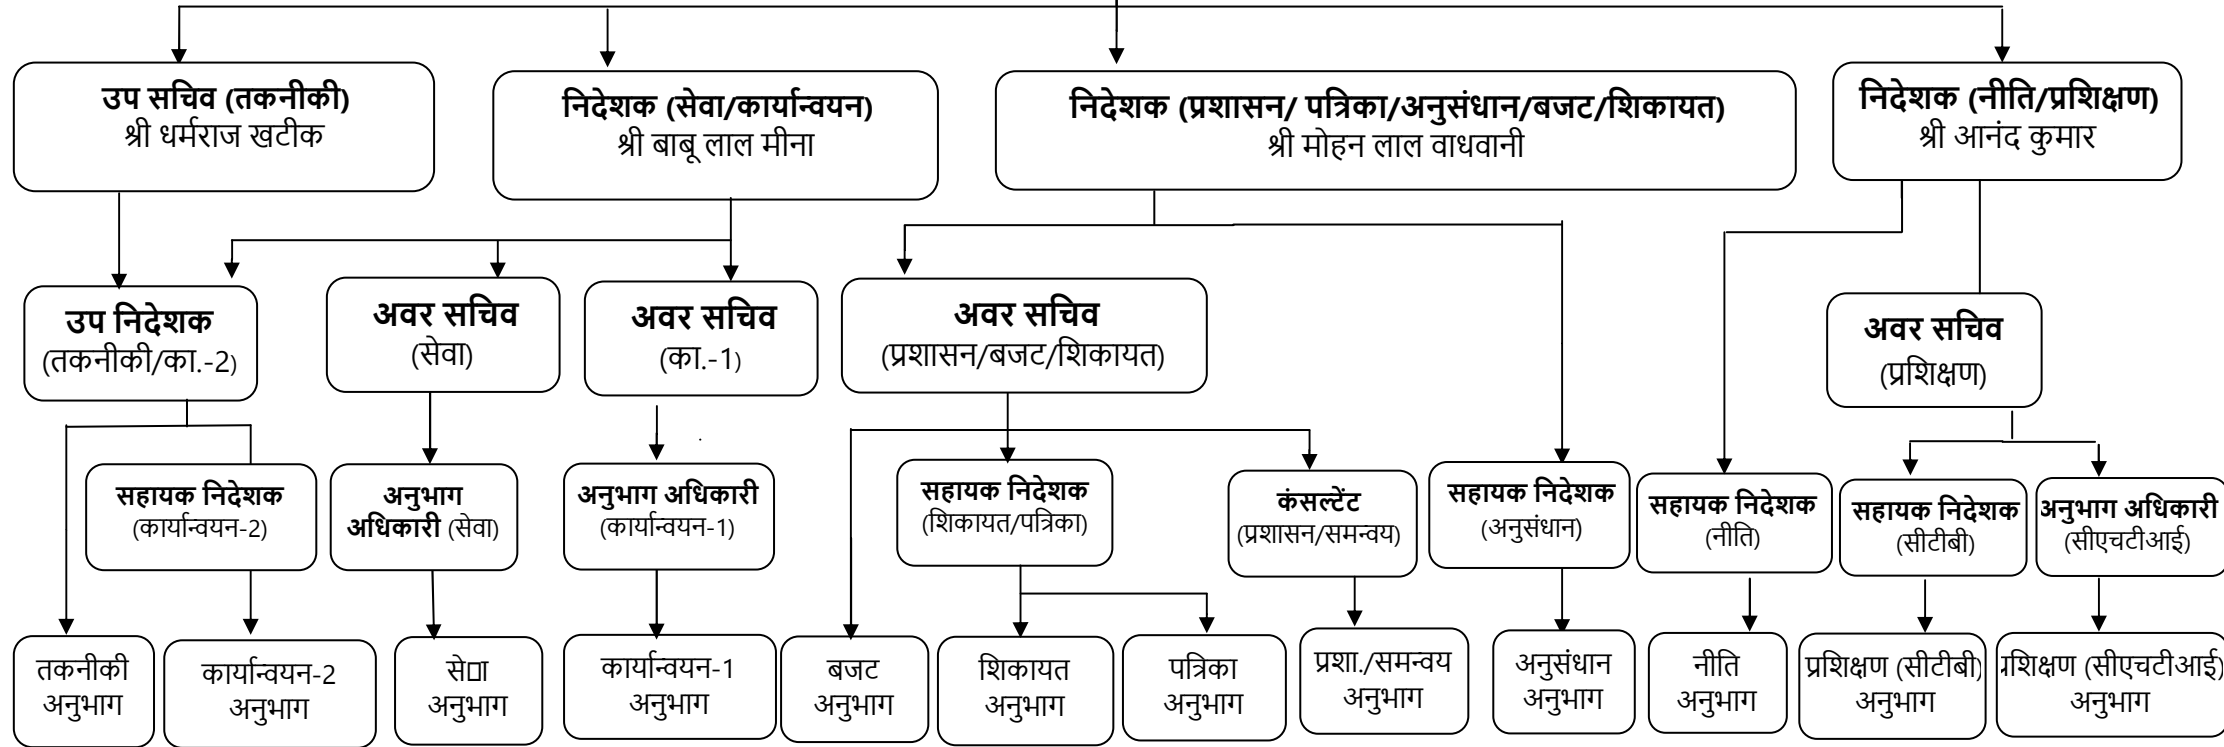 उप सचिव (तकनीकी)
श्री धर्मराज खटीक
निदेशक (सेवा/कार्यान्वयन)
श्री बाबू लाल मीना
निदेशक (प्रशासन/ पत्रिका/अनुसंधान/बजट/शिकायत)
श्री मोहन लाल वाधवानी
निदेशक (नीति/प्रशिक्षण)
श्री आनंद कुमार
उप निदेशक
(तकनीकी/का.-2)
अवर सचिव
(सेवा)
अवर सचिव
(का.-1)
अवर सचिव
(प्रशासन/बजट/शिकायत)
अवर सचिव
(प्रशिक्षण)
सहायक निदेशक
(कार्यान्वयन-2)
अनुभाग
अधिकारी (सेवा)
अनुभाग अधिकारी
(कार्यान्वयन-1)
सहायक निदेशक
(शिकायत/पत्रिका)
कंसल्टेंट
(प्रशासन/समन्वय)
सहायक निदेशक
(अनुसंधान)
सहायक निदेशक
(नीति)
सहायक निदेशक
(सीटीबी)
अनुभाग अधिकारी
(सीएचटीआई)
तकनीकी
अनुभाग
कार्यान्वयन-2
अनुभाग
से□ा
अनुभाग
कार्यान्वयन-1
अनुभाग
बजट
अनुभाग
शिकायत
अनुभाग
पत्रिका
अनुभाग
प्रशा./समन्वय
अनुभाग
अनुसंधान
अनुभाग
नीति
अनुभाग
प्रशिक्षण (सीटीबी)
अनुभाग
प्रशिक्षण (सीएचटीआई)
अनुभाग